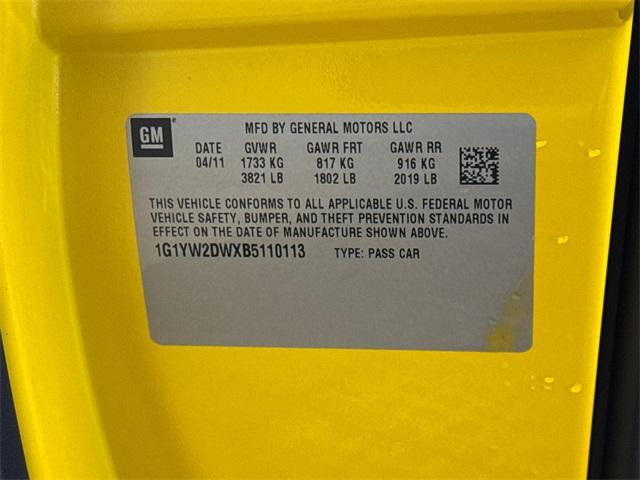 GM
MFD BY GENERAL MOTORS LLC
DATE GVWR GAWR FRT GAWR RR
04/11 1733 KG 817 KG 916 KG
3821 LB 1802 LB 2019 LB
THIS VEHICLE CONFORMS TO ALL APPLICABLE U.S. FEDERAL MOTOR
VEHICLE SAFETY, BUMPER, AND THEFT PREVENTION STANDARDS IN
EFFECT ON THE DATE OF MANUFACTURE SHOWN ABOVE.
1G1YW2DWXB5110113 TYPE: PASS CAR